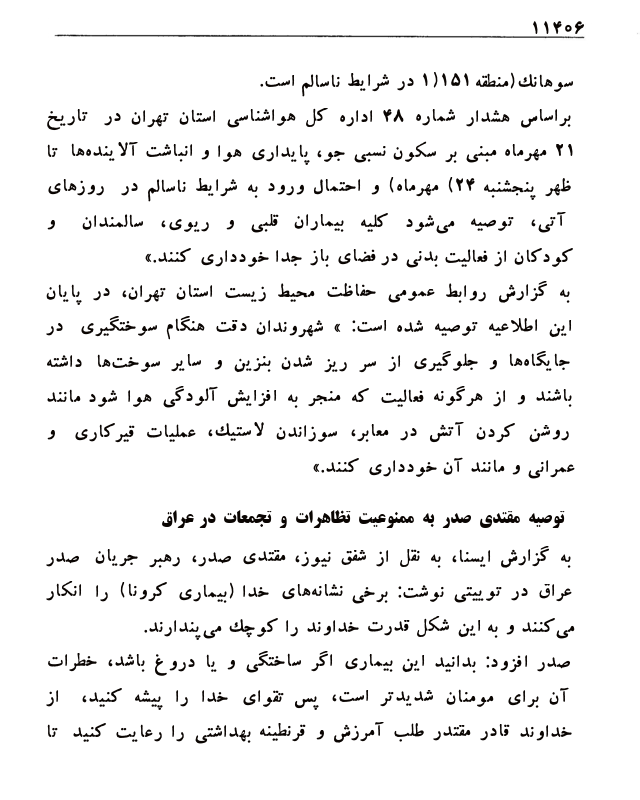 ۱۱۴۰۶
سوهانك(منطقه ۱۵۱(۱ در شرایط ناسالم است.
براساس هشدار شماره ۴۸ اداره کل هواشناسی استان تهران در تاریخ
۲۱ مهرماه مبنی بر سکون نسبی جو، پایداری هوا و انباشت آلاینده‌ها تا
ظهر پنجشنبه ۲۴) مهرماه) و احتمال ورود به شرایط ناسالم در روزهای
آتی، توصیه می‌شود کلیه بیماران قلبی و ریوی، سالمندان و
کودکان از فعالیت بدنی در فضای باز جدا خودداری کنند.»
به گزارش روابط عمومی حفاظت محیط زیست استان تهران، در پایان
این اطلاعیه توصیه شده است: » شهروندان دقت هنگام سوختگیری در
جایگاه‌ها و جلوگیری از سر ریز شدن بنزین و سایر سوخت‌ها داشته
باشند و از هرگونه فعالیت که منجر به افزایش آلودگی هوا شود مانند
روشن کردن آتش در معابر، سوزاندن لاستیك، عملیات قیرکاری و
عمرانی و مانند آن خودداری کنند.»
توصیه مقتدی صدر به ممنوعیت تظاهرات و تجمعات در عراق
به گزارش ایسنا، به نقل از شفق نیوز، مقتدی صدر، رهبر جریان صدر
عراق در توییتی نوشت: برخی نشانه‌های خدا (بیماری کرونا) را انکار
می‌کنند و به این شکل قدرت خداوند را کوچك می‌پندارند.
صدر افزود: بدانید این بیماری اگر ساختگی و یا دروغ باشد، خطرات
آن برای مومنان شدیدتر است، پس تقوای خدا را پیشه کنید، از
خداوند قادر مقتدر طلب آمرزش و قرنطینه بهداشتی را رعایت کنید تا